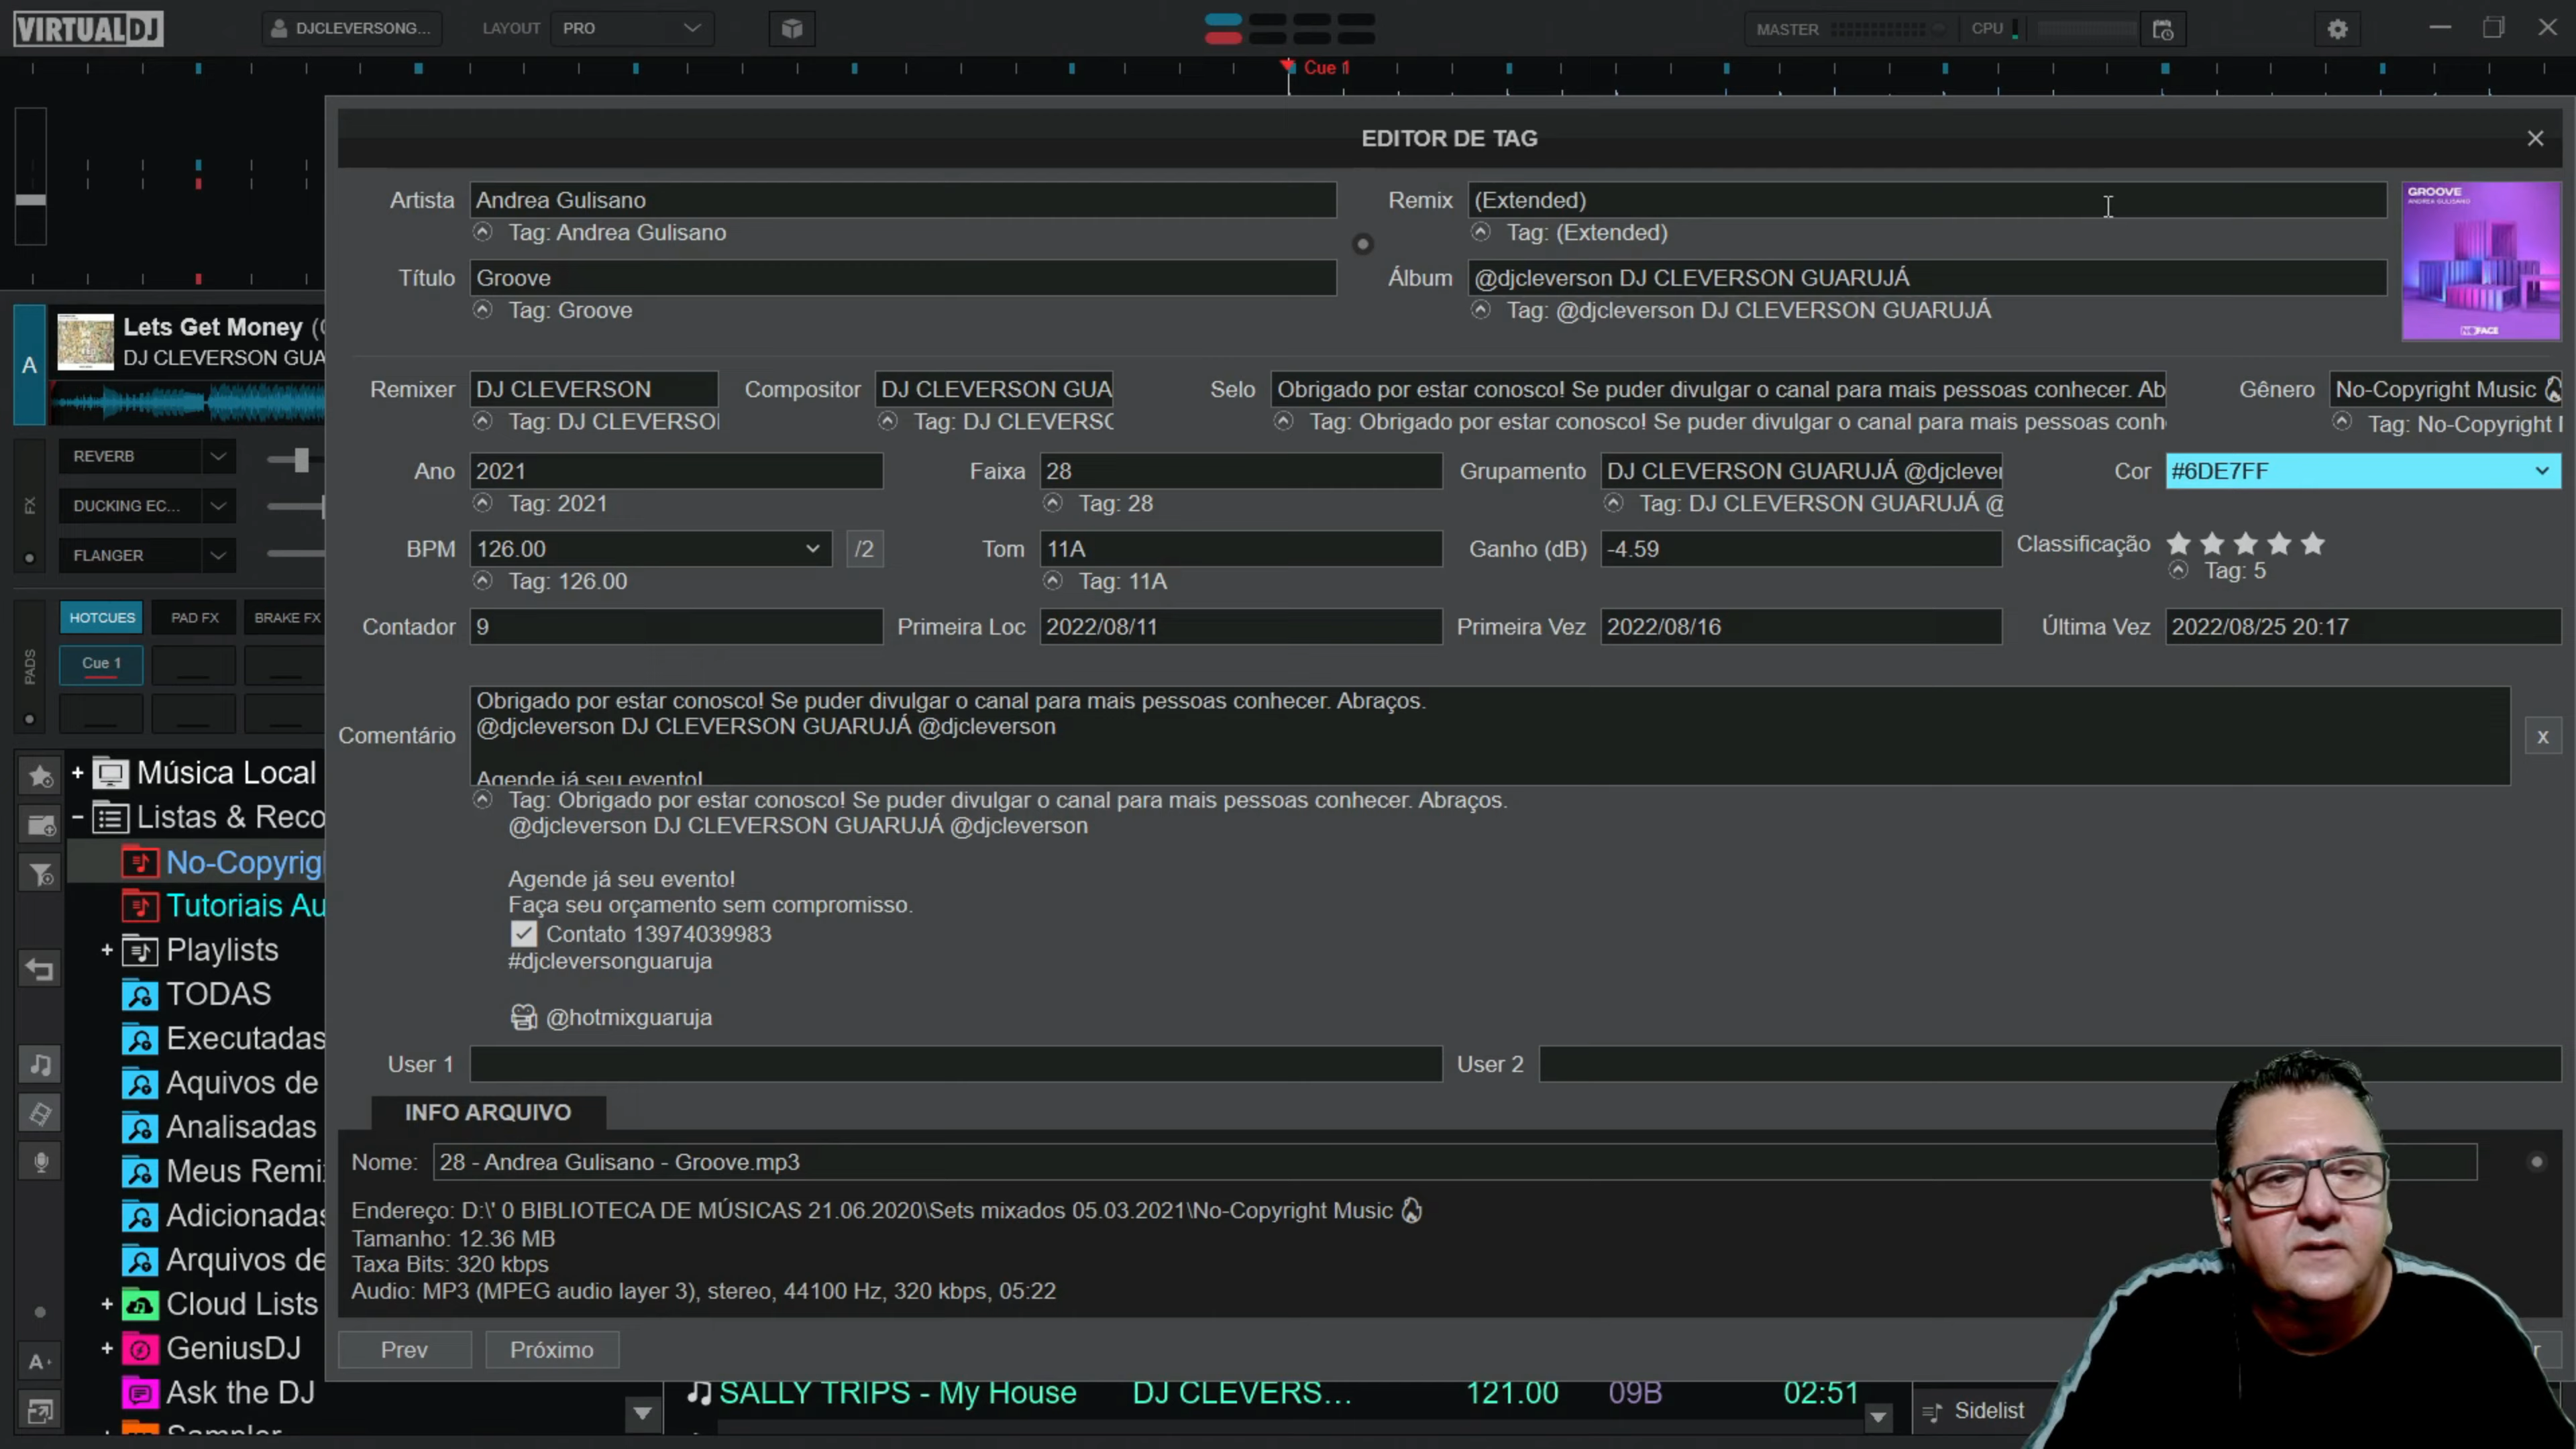 VIRTUALDJ
DJCLEVERSONG...
LAYOUT
PRO
MASTER
CPU
Cue 1
EDITOR DE TAG
Artista
Andrea Gulisano
Tag: Andrea Gulisano
Remix
(Extended)
Tag: (Extended)
GROOVE
ANDREA GULISANO
NOFACE
Título
Groove
Tag: Groove
Álbum
@djcleverson DJ CLEVERSON GUARUJÁ
Tag: @djcleverson DJ CLEVERSON GUARUJÁ
A
Lets Get Money (
DJ CLEVERSON GUA
Remixer
DJ CLEVERSON
Tag: DJ CLEVERSO
Compositor
DJ CLEVERSON GUA
Tag: DJ CLEVERSO
Selo
Obrigado por estar conosco! Se puder divulgar o canal para mais pessoas conhecer. Ab
Tag: Obrigado por estar conosco! Se puder divulgar o canal para mais pessoas conh
Gênero
No-Copyright Music
Tag: No-Copyright
FX
REVERB
DUCKING EC...
FLANGER
Ano
2021
Tag: 2021
Faixa
28
Tag: 28
Grupamento
DJ CLEVERSON GUARUJÁ @djclever
Tag: DJ CLEVERSON GUARUJÁ @
Cor
#6DE7FF
BPM
126.00
/2
Tag: 126.00
Tom
11A
Tag: 11A
Ganho (dB)
-4.59
Classificação
Tag: 5
PADS
HOTCUES
PAD FX
BRAKE FX
Cue 1
Contador
9
Primeira Loc
2022/08/11
Primeira Vez
2022/08/16
Última Vez
2022/08/25 20:17
Comentário
Obrigado por estar conosco! Se puder divulgar o canal para mais pessoas conhecer. Abraços.
@djcleverson DJ CLEVERSON GUARUJÁ @djcleverson
Agende já seu evento!
x
Tag: Obrigado por estar conosco! Se puder divulgar o canal para mais pessoas conhecer. Abraços.
@djcleverson DJ CLEVERSON GUARUJÁ @djcleverson
Agende já seu evento!
Faça seu orçamento sem compromisso.
Contato 13974039983
#djcleversonguaruja
@hotmixguaruja
User 1
User 2
+ Música Local
- Listas & Reco
No-Copyrigh
Tutoriais Au
+ Playlists
TODAS
Executadas
Aquivos de
Analisadas
Meus Remi
Adicionadas
Arquivos de
+ Cloud Lists
+ GeniusDJ
Ask the DJ
Sampler
A+
INFO ARQUIVO
Nome:
28 - Andrea Gulisano - Groove.mp3
Endereço: D:\' 0 BIBLIOTECA DE MÚSICAS 21.06.2020\Sets mixados 05.03.2021\No-Copyright Music
Tamanho: 12.36 MB
Taxa Bits: 320 kbps
Audio: MP3 (MPEG audio layer 3), stereo, 44100 Hz, 320 kbps, 05:22
Prev
Próximo
SALLY TRIPS - My House
DJ CLEVERS...
121.00
09B
02:51
Sidelist